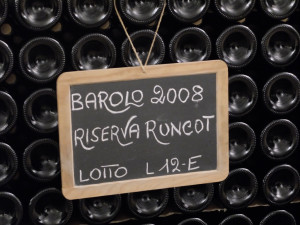 BAROLO 2008
RISERVA RUNCOT
LOTTO L 12-E